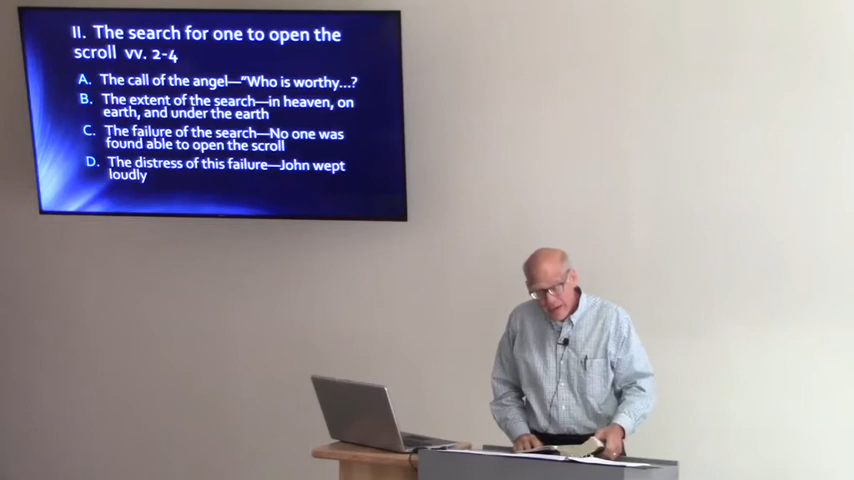 II. The search for one to open the
scroll vv. 2-4
A. The call of the angel—"Who is worthy...?
B. The extent of the search—in heaven, on
earth, and under the earth
C. The failure of the search—No one was
found able to open the scroll
D. The distress of this failure—John wept
loudly